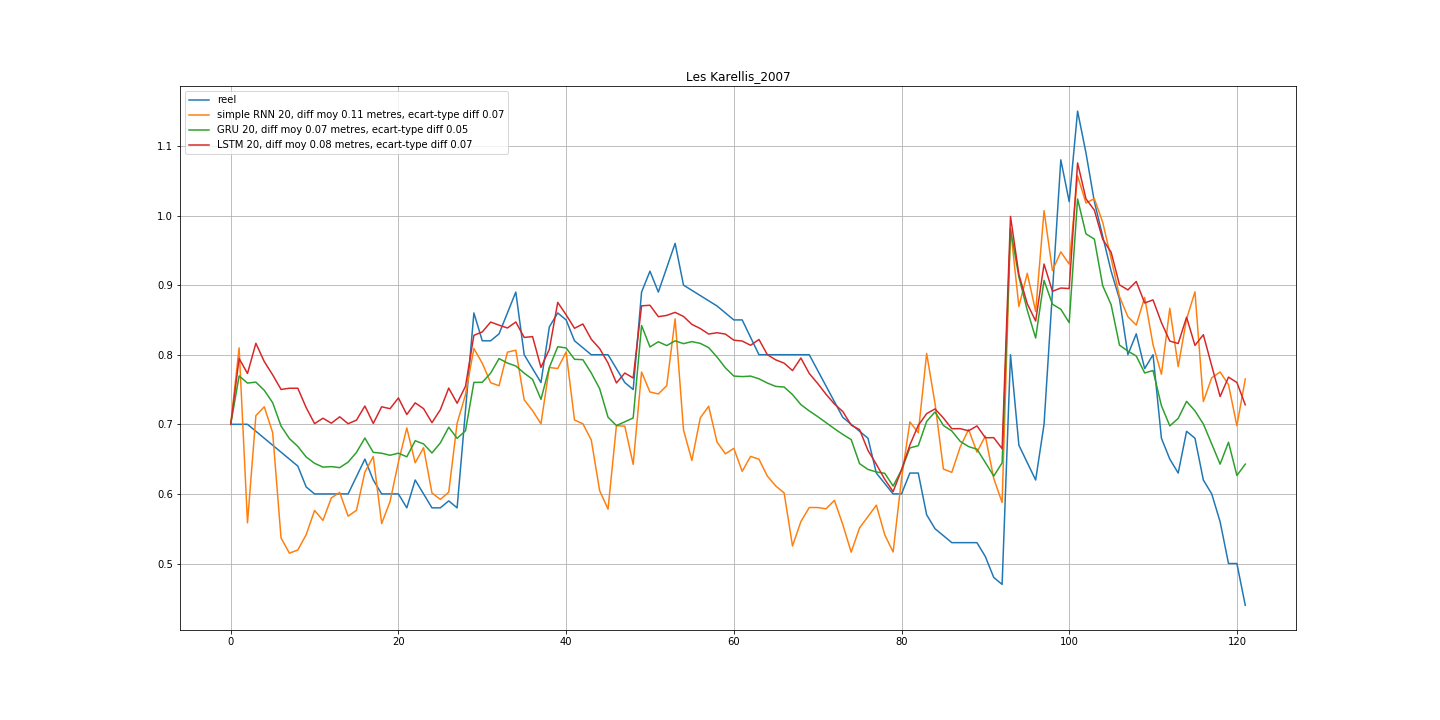 Les Karellis_2007
reel
simple RNN 20, diff moy 0.11 metres, ecart-type diff 0.07
GRU 20, diff moy 0.07 metres, ecart-type diff 0.05
LSTM 20, diff moy 0.08 metres, ecart-type diff 0.07
1.1
1.0
0.9
0.8
0.7
0.6
0.5
0 20 40 60 80 100 120